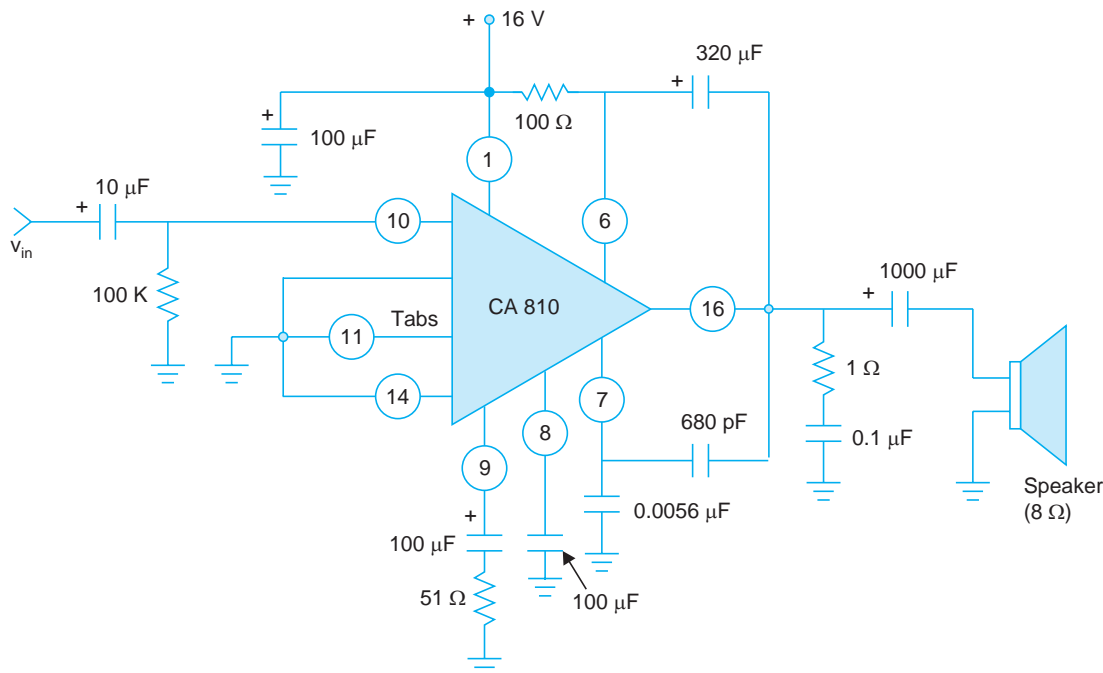 + 16 V
320 μF
+
+
100 Ω
100 μF
1
10 μF
+
10
6
v_in
1000 μF
+
100 K
CA 810
16
Tabs
11
1 Ω
14
7
680 pF
8
0.1 μF
9
Speaker
(8 Ω)
+
0.0056 μF
100 μF
51 Ω
100 μF